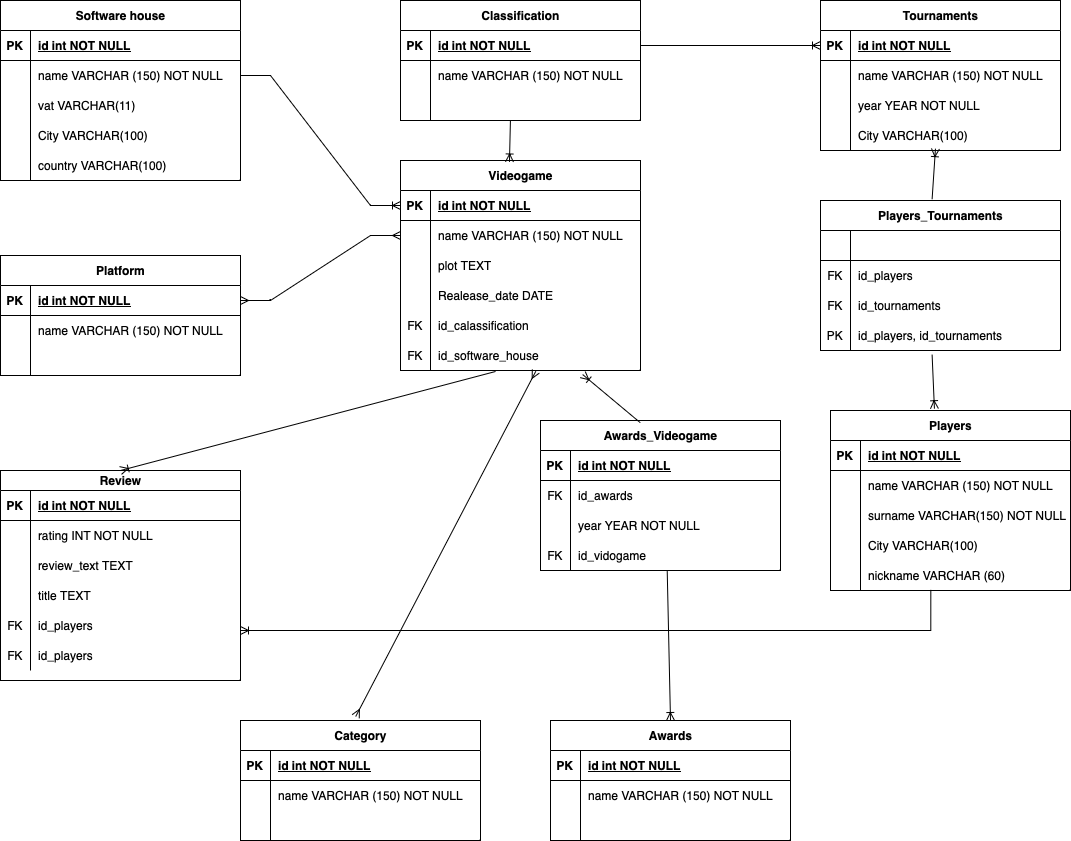 Software house
PK id int NOT NULL
name VARCHAR (150) NOT NULL
vat VARCHAR(11)
City VARCHAR(100)
country VARCHAR(100)
Classification
PK id int NOT NULL
name VARCHAR (150) NOT NULL
Tournaments
PK id int NOT NULL
name VARCHAR (150) NOT NULL
year YEAR NOT NULL
City VARCHAR(100)
Videogame
PK id int NOT NULL
name VARCHAR (150) NOT NULL
plot TEXT
Realease_date DATE
FK id_calassification
FK id_software_house
Players_Tournaments
FK id_players
FK id_tournaments
PK id_players, id_tournaments
Platform
PK id int NOT NULL
name VARCHAR (150) NOT NULL
Players
PK id int NOT NULL
name VARCHAR (150) NOT NULL
surname VARCHAR(150) NOT NULL
City VARCHAR(100)
nickname VARCHAR (60)
Awards_Videogame
PK id int NOT NULL
FK id_awards
year YEAR NOT NULL
FK id_vidogame
Review
PK id int NOT NULL
rating INT NOT NULL
review_text TEXT
title TEXT
FK id_players
FK id_players
Category
PK id int NOT NULL
name VARCHAR (150) NOT NULL
Awards
PK id int NOT NULL
name VARCHAR (150) NOT NULL